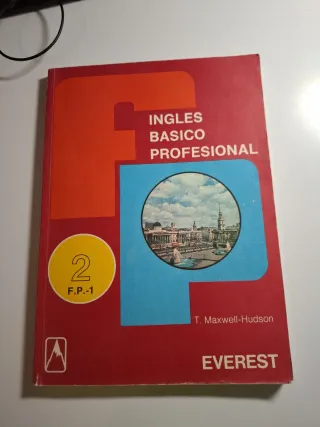 INGLES
BASICO
PROFESIONAL
2
F.P.-1
T. Maxwell-Hudson
EVEREST